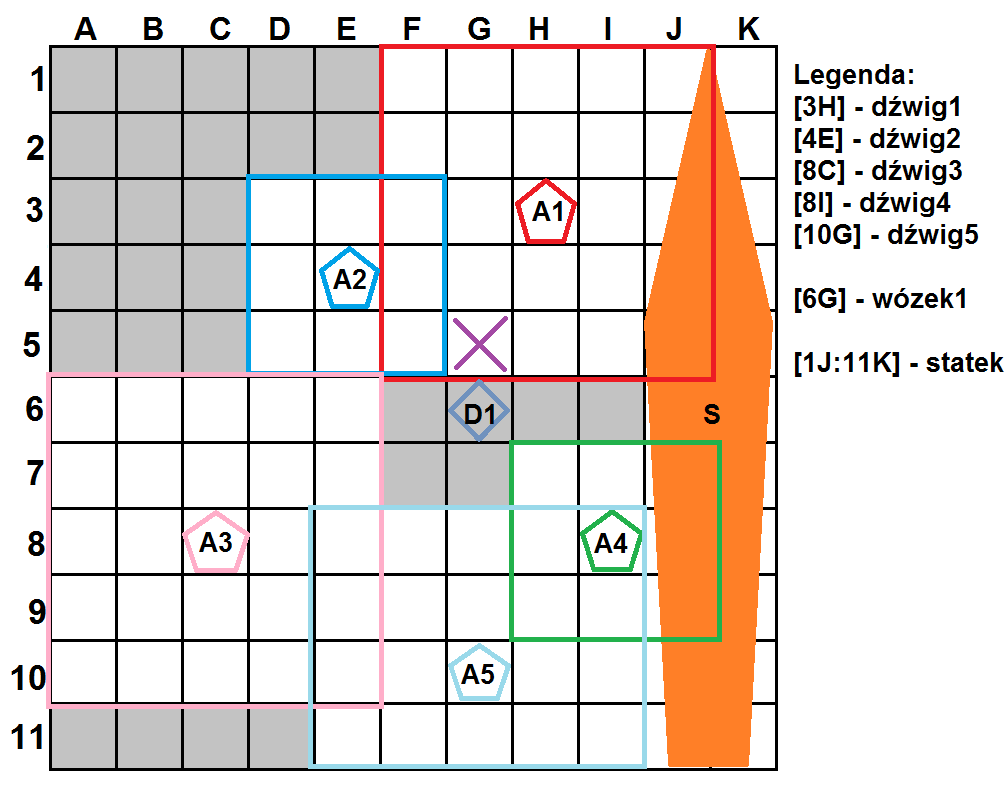 A B C D E F G H I J K
1
2
3
4
5
6
7
8
9
10
11
A1
A2
D1
S
A3
A4
A5
Legenda:
[3H] - dźwig1
[4E] - dźwig2
[8C] - dźwig3
[8I] - dźwig4
[10G] - dźwig5
[6G] - wózek1
[1J:11K] - statek